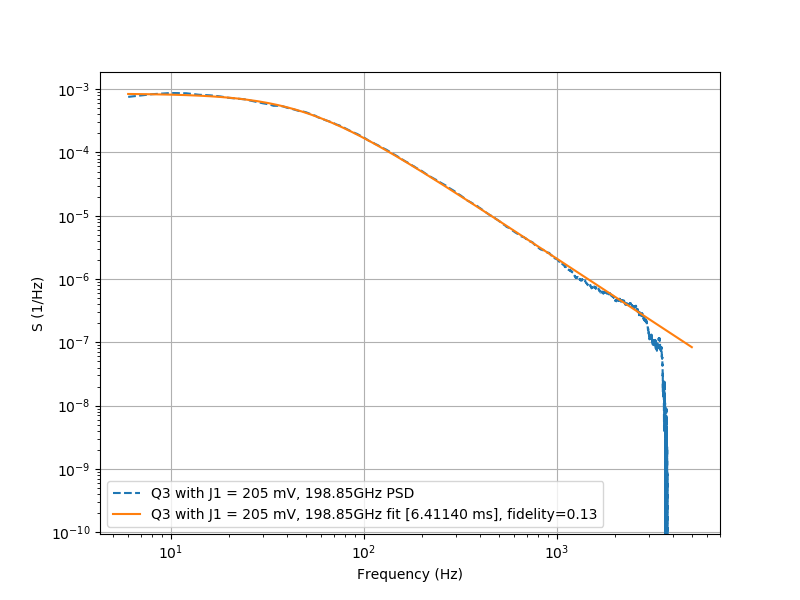 10⁻³
10⁻⁴
10⁻⁵
10⁻⁶
10⁻⁷
10⁻⁸
10⁻⁹
10⁻¹⁰
S (1/Hz)
Q3 with J1 = 205 mV, 198.85GHz PSD
Q3 with J1 = 205 mV, 198.85GHz fit [6.41140 ms], fidelity=0.13
10¹ 10² 10³
Frequency (Hz)